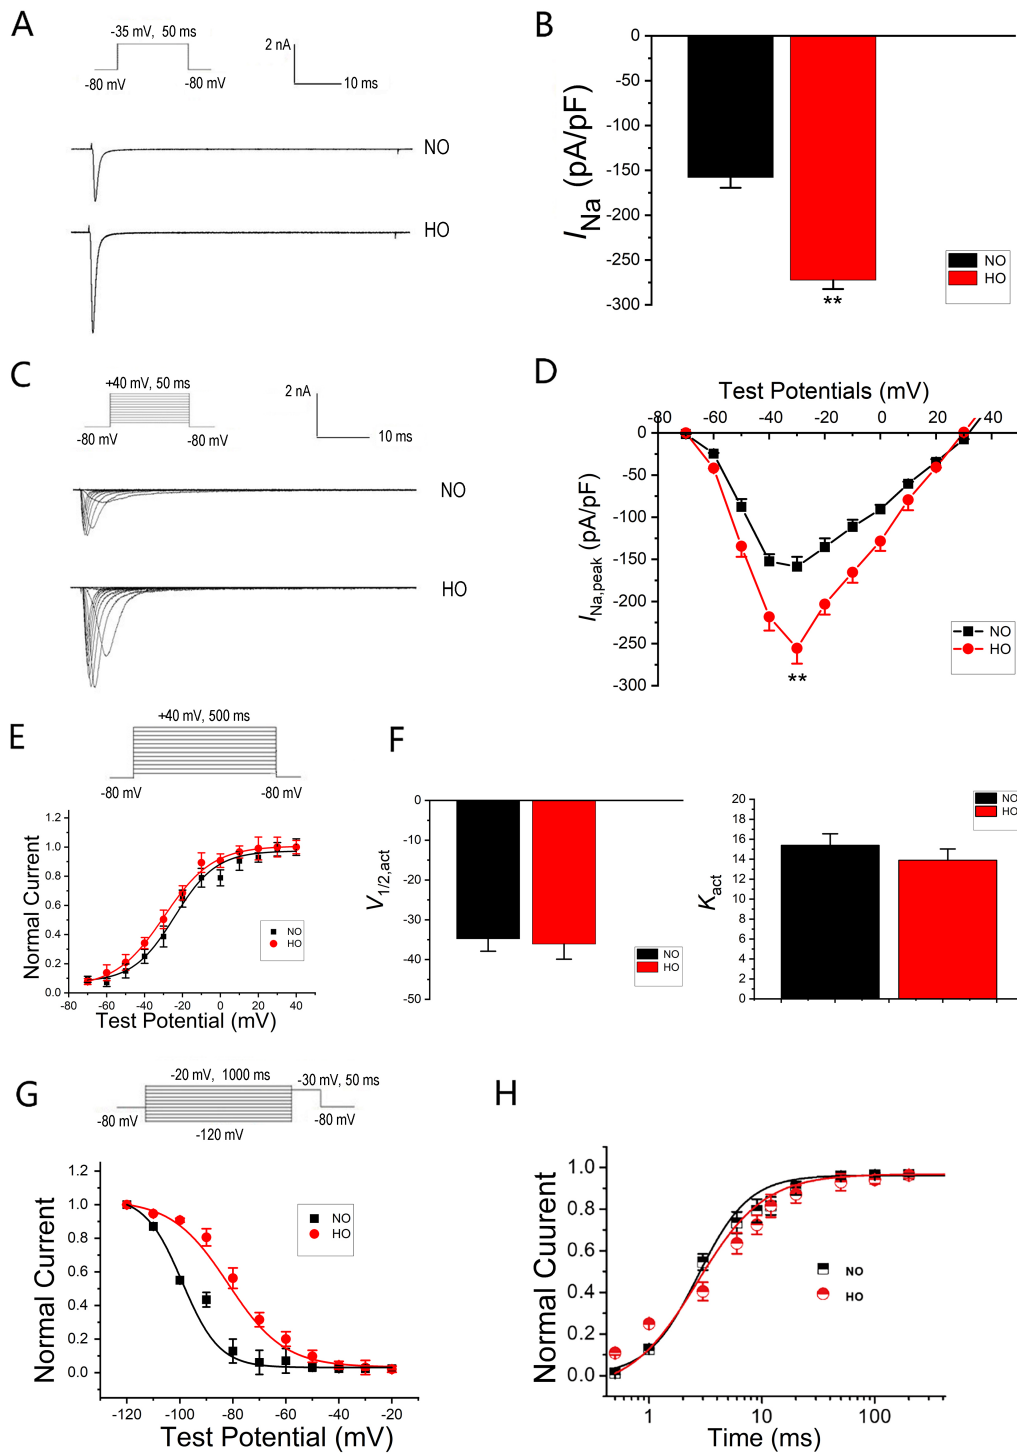 A
-35 mV, 50 ms
-80 mV
-80 mV
2 nA
10 ms
NO
HO
B
0
-50
-100
-150
-200
-250
-300
I Na (pA/pF)
**
NO
HO
C
+40 mV, 50 ms
-80 mV
-80 mV
2 nA
10 ms
NO
HO
D
Test Potentials (mV)
-80 -60 -40 -20 0 20 40
0
-50
-100
-150
-200
-250
-300
I Na,peak (pA/pF)
**
NO
HO
E
+40 mV, 500 ms
-80 mV
-80 mV
1.2
1.0
0.8
0.6
0.4
0.2
0.0
Normal Current
NO
HO
-80 -60 -40 -20 0 20 40
Test Potential (mV)
F
0
-10
-20
-30
-40
-50
V 1/2,act
NO
HO
20
18
16
14
12
10
8
6
4
2
0
K act
NO
HO
G
-20 mV, 1000 ms
-30 mV, 50 ms
-80 mV
-80 mV
-120 mV
1.2
1.0
0.8
0.6
0.4
0.2
0.0
Normal Current
NO
HO
-120 -100 -80 -60 -40 -20
Test Potential (mV)
H
1.0
0.8
0.6
0.4
0.2
0.0
Normal Cuurent
NO
HO
1 10 100
Time (ms)